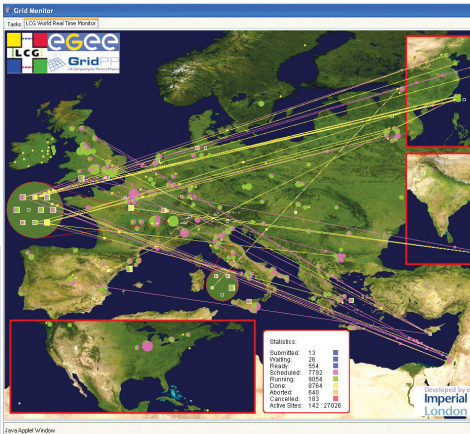 Grid Monitor
Tasks LCG World Real Time Monitor
LCG
egee
GridPP
UK Computing for Particle Physics
Statistics:
Submitted: 13
Waiting: 26
Ready: 554
Scheduled: 7792
Running: 9054
Done: 8764
Aborted: 640
Cancelled: 183
Active Sites: 142 : 27026
Developed by e
Imperial
London
Java Applet Window